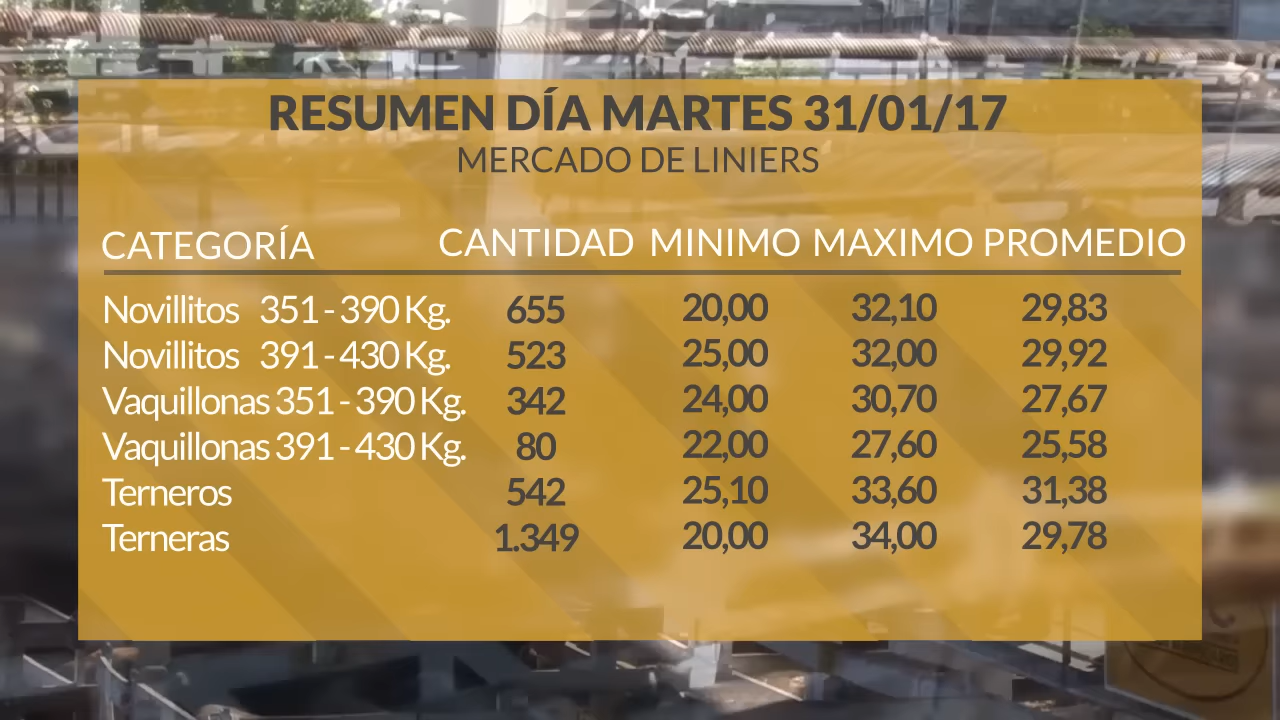 RESUMEN DÍA MARTES 31/01/17
MERCADO DE LINIERS
CATEGORÍA CANTIDAD MINIMO MAXIMO PROMEDIO
Novillitos 351 - 390 Kg. 655 20,00 32,10 29,83
Novillitos 391 - 430 Kg. 523 25,00 32,00 29,92
Vaquillonas 351 - 390 Kg. 342 24,00 30,70 27,67
Vaquillonas 391 - 430 Kg. 80 22,00 27,60 25,58
Terneros 542 25,10 33,60 31,38
Terneras 1.349 20,00 34,00 29,78